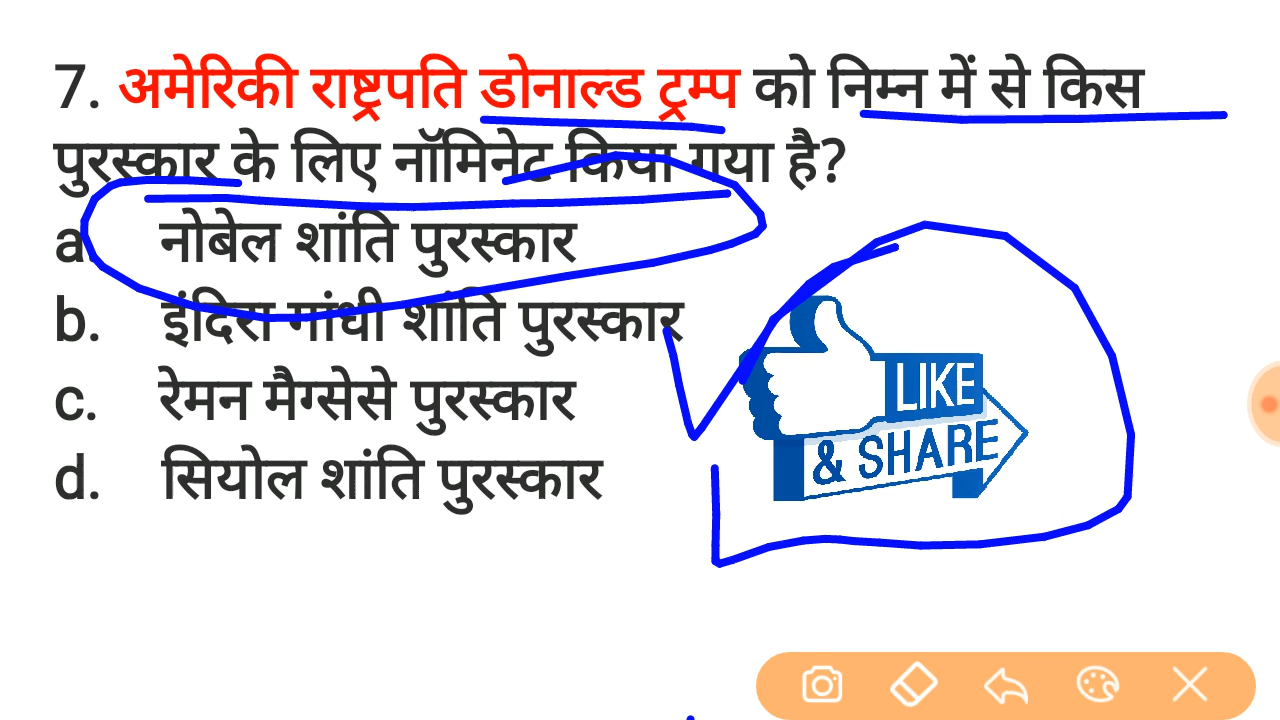 7. अमेरिकी राष्ट्रपति डोनाल्ड ट्रम्प को निम्न में से किस
पुरस्कार के लिए नॉमिनेट किया गया है?
a नोबेल शांति पुरस्कार
b. इंदिरा गांधी शांति पुरस्कार
c. रेमन मैग्सेसे पुरस्कार
d. सियोल शांति पुरस्कार
LIKE
& SHARE